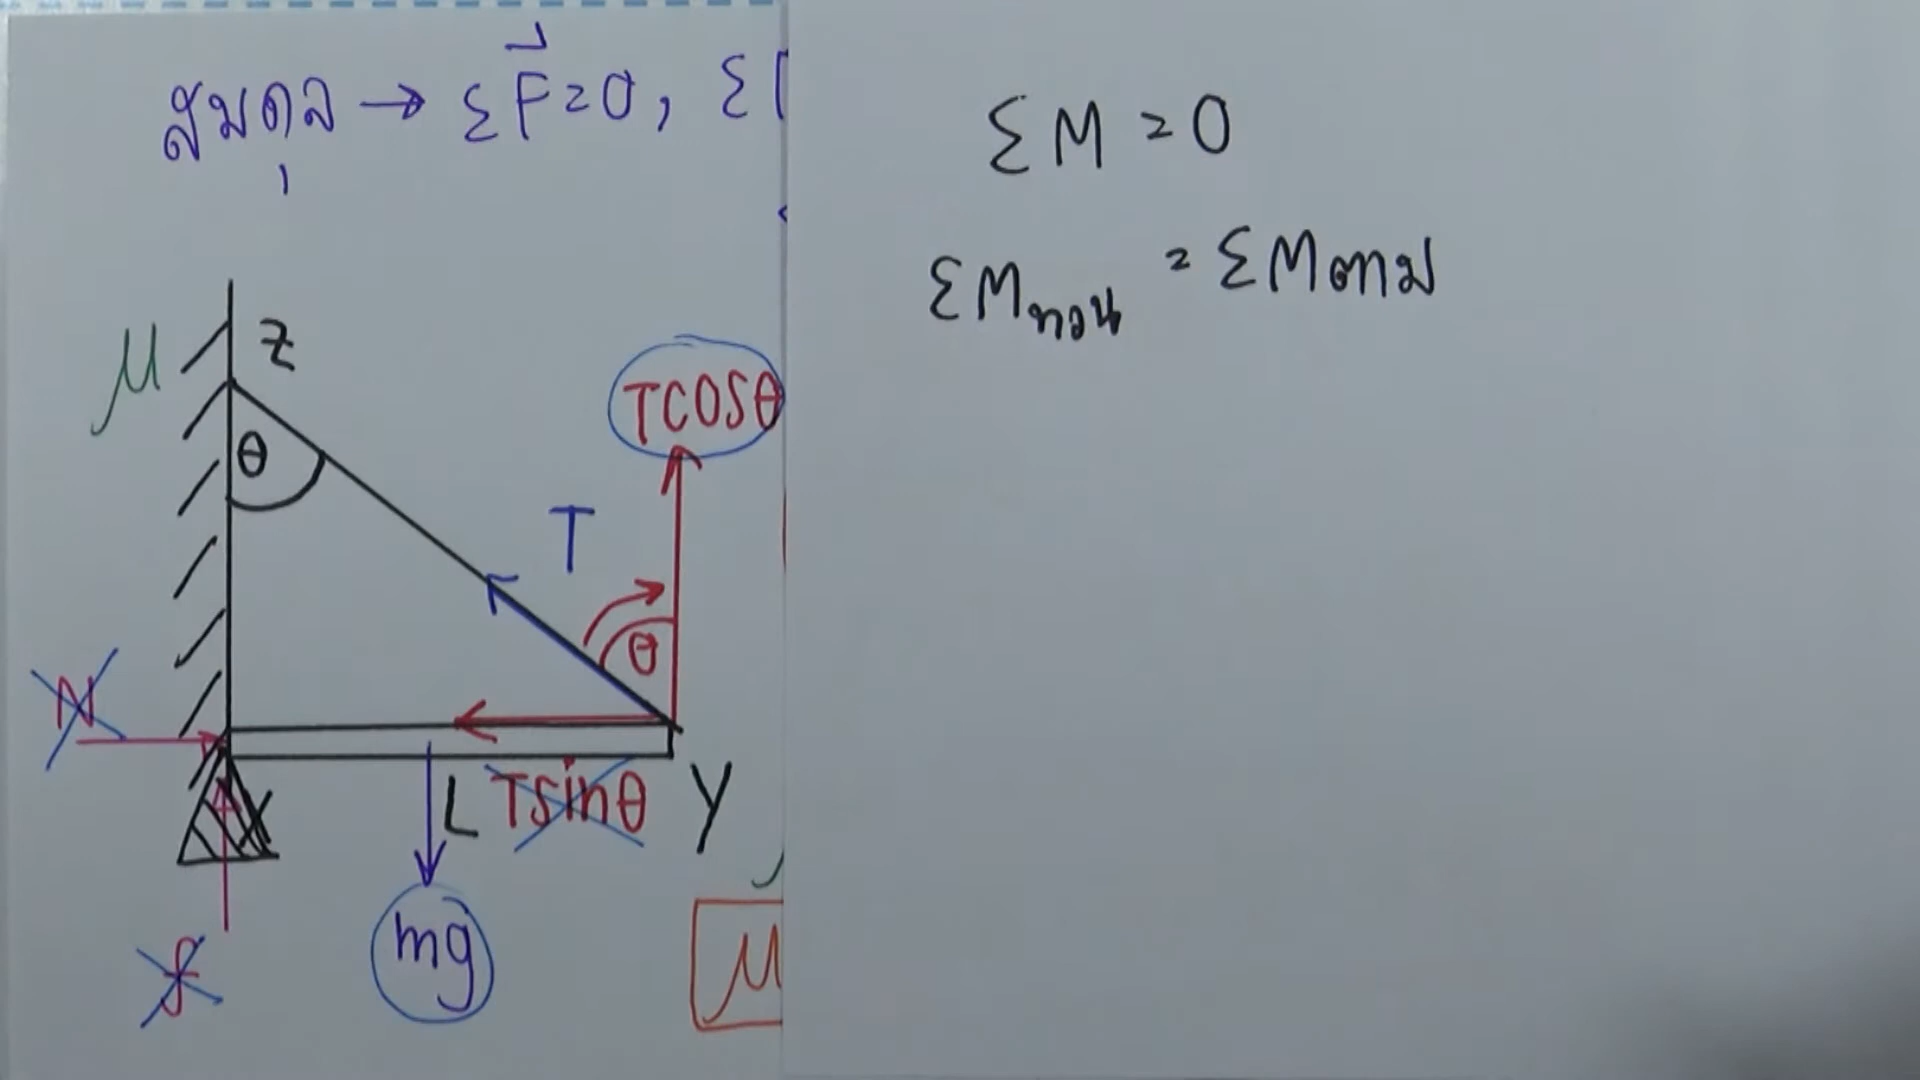 สมดุล → ΣF⃗=0, Σ
ΣM = 0
ΣMทวน = ΣMตาม
μ
Z
θ
TCOSθ
T
θ
N
X
L
Tsinθ
Y
mg
f
μ